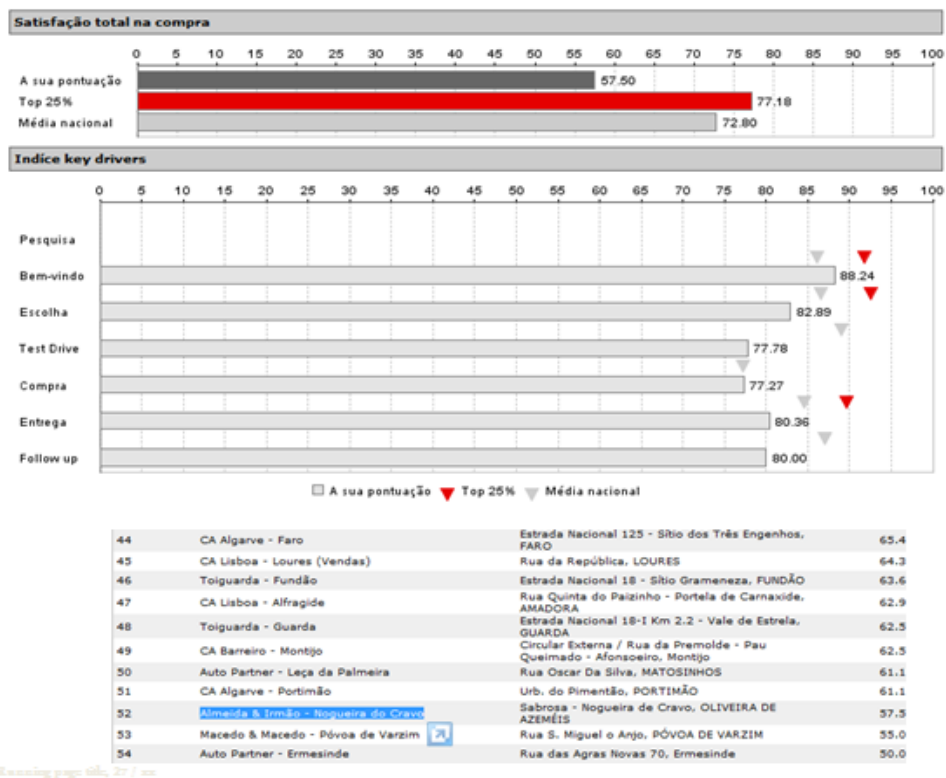 Satisfação total na compra
0 5 10 15 20 25 30 35 40 45 50 55 60 65 70 75 80 85 90 95 100
A sua pontuação 57.50
Top 25% 77.18
Média nacional 72.80
Indíce key drivers
0 5 10 15 20 25 30 35 40 45 50 55 60 65 70 75 80 85 90 95 100
Pesquisa
Bem-vindo 88.24
Escolha 82.89
Test Drive 77.78
Compra 77.27
Entrega 80.36
Follow up 80.00
A sua pontuação Top 25% Média nacional
44 CA Algarve - Faro Estrada Nacional 125 - Sítio dos Três Engenhos, 65.4
FARO
45 CA Lisboa - Loures (Vendas) Rua da República, LOURES 64.3
46 Toiguarda - Fundão Estrada Nacional 18 - Sítio Grameneza, FUNDÃO 63.6
47 CA Lisboa - Alfragide Rua Quinta do Paizinho - Portela de Carnaxide, 62.9
AMADORA
48 Toiguarda - Guarda Estrada Nacional 18-I Km 2.2 - Vale de Estrela, 62.5
GUARDA
49 CA Barreiro - Montijo Circular Externa / Rua da Premolde - Pau 62.5
Queimado - Afonsoeiro, Montijo
50 Auto Partner - Leça da Palmeira Rua Oscar Da Silva, MATOSINHOS 61.1
51 CA Algarve - Portimão Urb. do Pimentão, PORTIMÃO 61.1
52 Almeida & Irmão - Nogueira do Cravo Sabrosa - Nogueira de Cravo, OLIVEIRA DE 57.5
AZEMÉIS
53 Macedo & Macedo - Póvoa de Varzim Rua S. Miguel o Anjo, PÓVOA DE VARZIM 55.0
54 Auto Partner - Ermesinde Rua das Agras Novas 70, Ermesinde 50.0